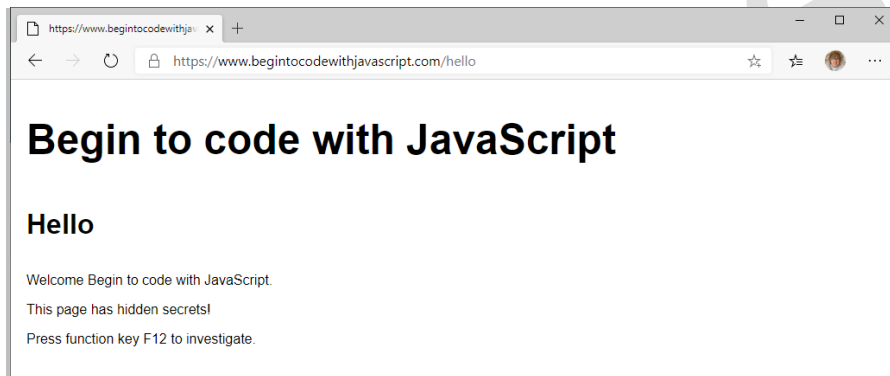 https://www.begintocodewithjav
https://www.begintocodewithjavascript.com/hello
Begin to code with JavaScript
Hello
Welcome Begin to code with JavaScript.
This page has hidden secrets!
Press function key F12 to investigate.